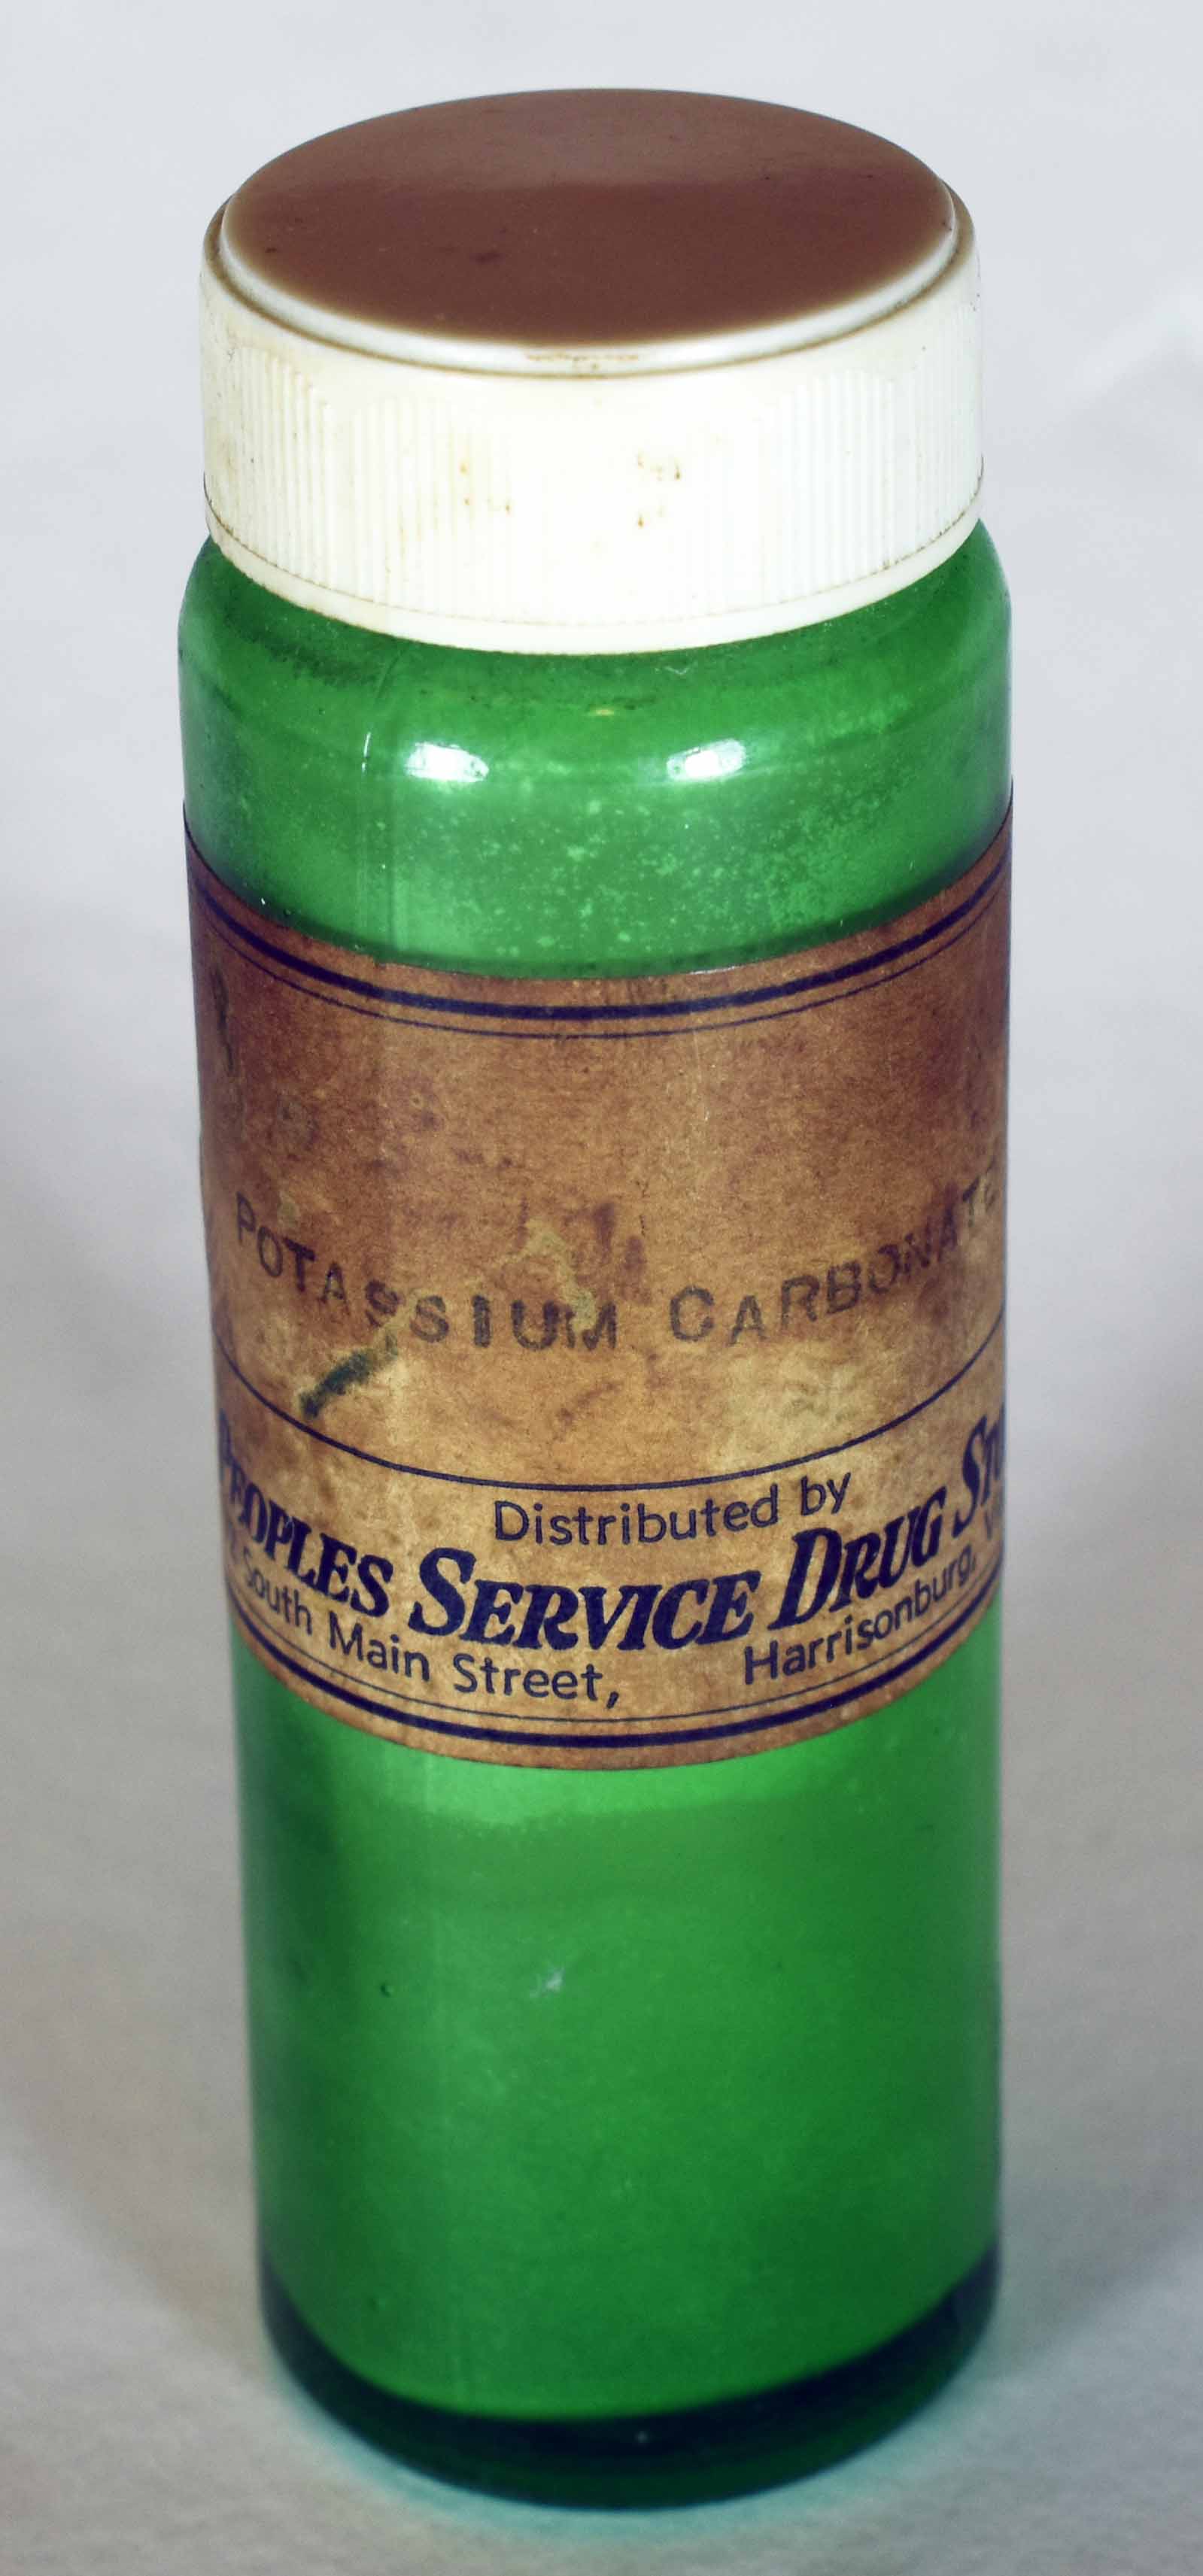 POTASSIUM CARBONATE
Distributed by
PEOPLES SERVICE DRUG
South Main Street, Harrisonburg,